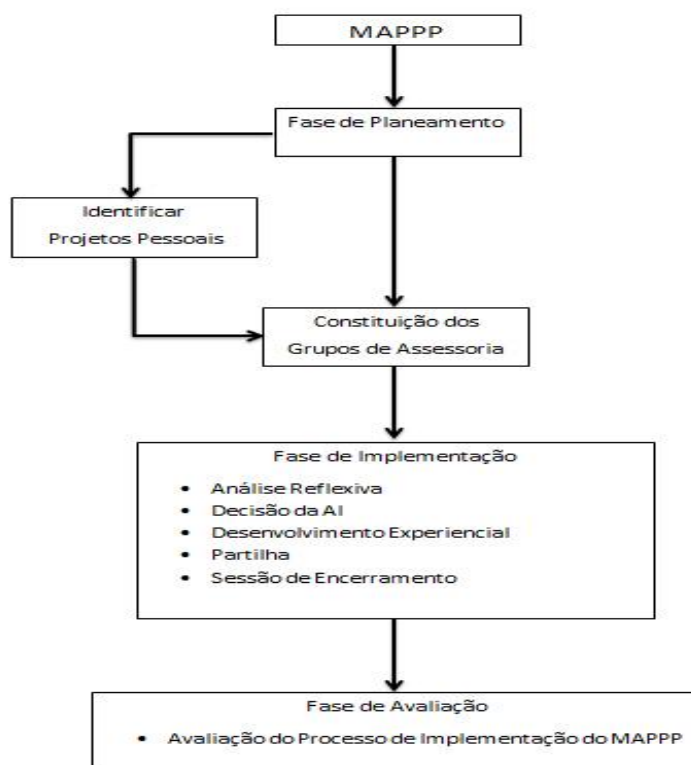 MAPPP
Fase de Planeamento
Identificar
Projetos Pessoais
Constituição dos
Grupos de Assessoria
Fase de Implementação
• Análise Reflexiva
• Decisão da AI
• Desenvolvimento Experiencial
• Partilha
• Sessão de Encerramento
Fase de Avaliação
• Avaliação do Processo de Implementação do MAPPP